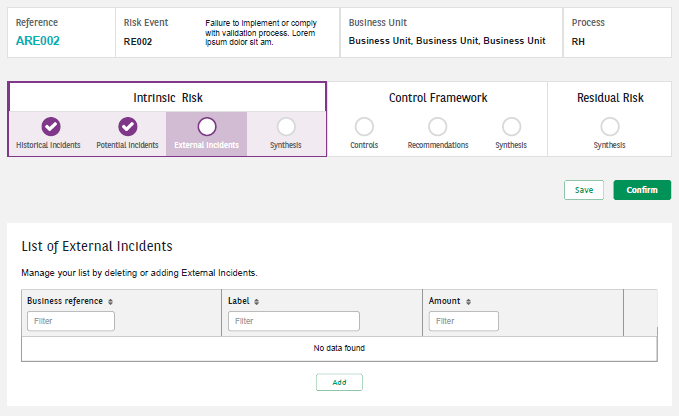 Reference
ARE002
Risk Event
RE002
Failure to implement or comply
with validation process. Lorem
ipsum dolor sit am.
Business Unit
Business Unit, Business Unit, Business Unit
Process
RH
Intrinsic Risk
Control Framework
Residual Risk
Historical Incidents
Potential Incidents
External Incidents
Synthesis
Controls
Recommendations
Synthesis
Synthesis
Save
Confirm
List of External Incidents
Manage your list by deleting or adding External Incidents.
Business reference
Label
Amount
Filter
Filter
Filter
No data found
Add